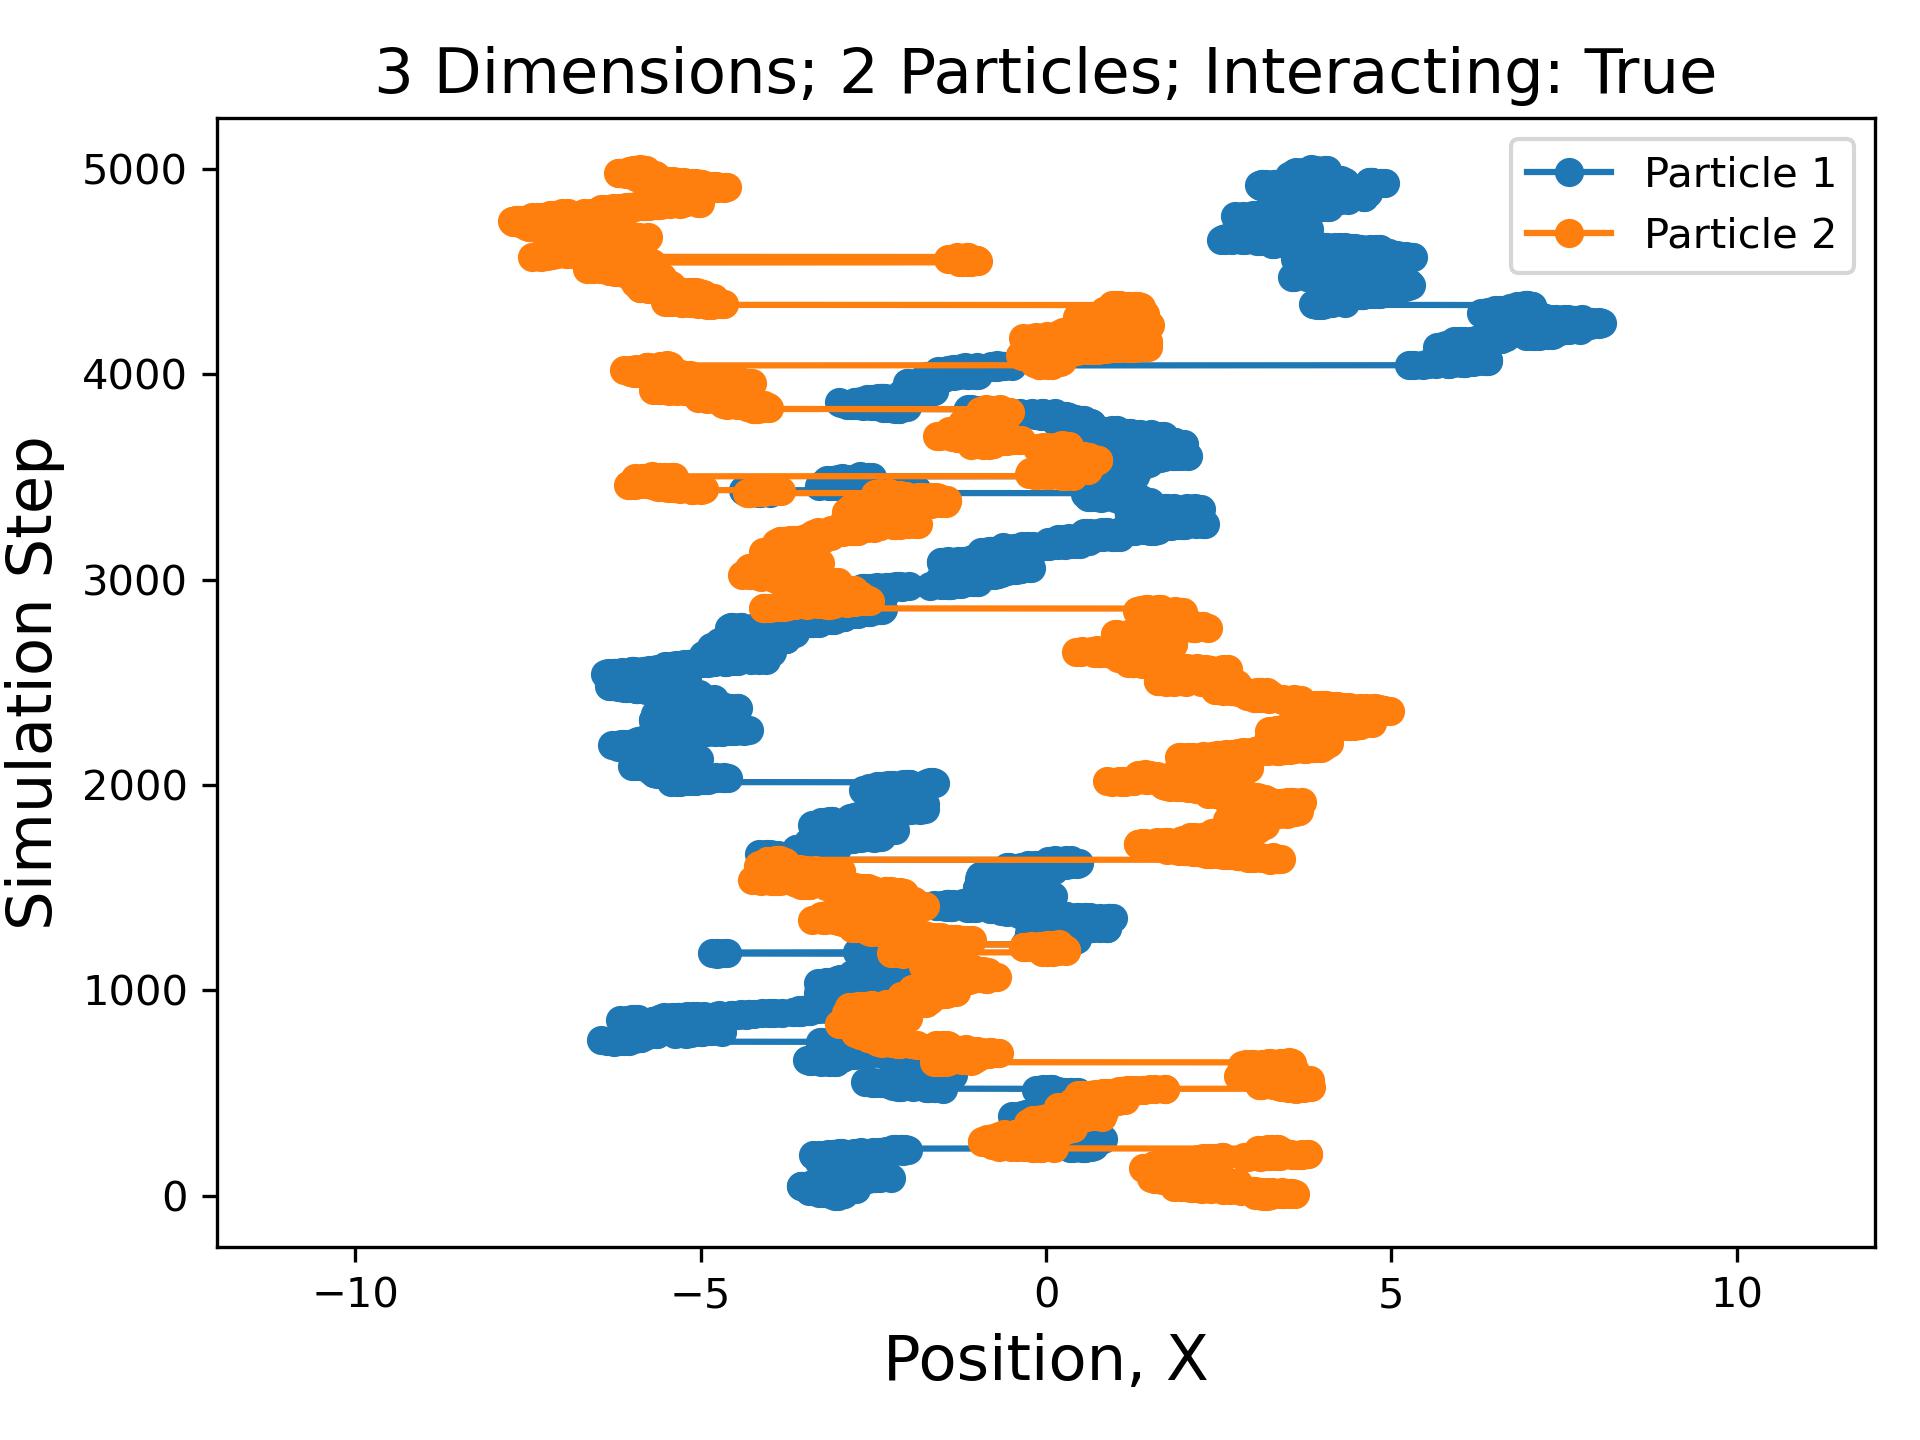 3 Dimensions; 2 Particles; Interacting: True
Particle 1
Particle 2
5000
4000
3000
2000
1000
0
Simulation Step
−10
−5
0
5
10
Position, X